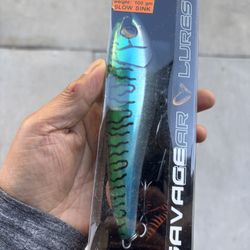 Weight 100 gm
SLOW SINK
SAVAGEAR LURES